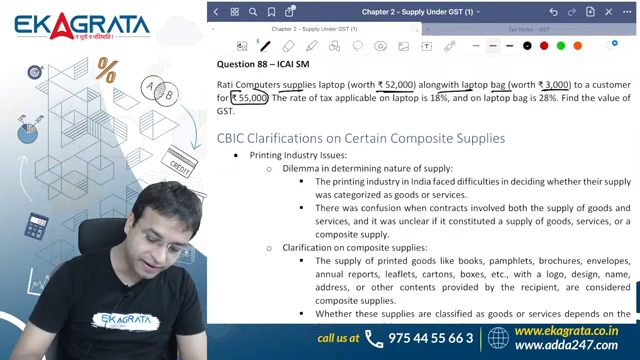 EKAGRATA
Chapter 2 - Supply Under GST (1)
Chapter 2 - Supply Under GST (1)
Tax Notes - GST
Question 88 – ICAI SM
Rati Computers supplies laptop (worth ₹ 52,000) along with laptop bag (worth ₹ 3,000) to a customer
for ₹ 55,000. The rate of tax applicable on laptop is 18%, and on laptop bag is 28%. Find the value of
GST.
CBIC Clarifications on Certain Composite Supplies
• Printing Industry Issues:
o Dilemma in determining nature of supply:
▪ The printing industry in India faced difficulties in deciding whether their supply
was categorized as goods or services.
▪ There was confusion when contracts involved both the supply of goods and
services, and it was unclear if it constituted a supply of goods, services, or a
composite supply.
o Clarification on composite supplies:
▪ The supply of printed goods like books, pamphlets, brochures, envelopes,
annual reports, leaflets, cartons, boxes, etc., with a logo, design, name,
address, or other contents provided by the recipient, are considered
composite supplies.
▪ Whether these supplies are classified as goods or services depends on the
%
A
B
CREDIT
EKAGRATA
call us at
975 44 55 66 3
www.ekagrata.co.in
www.adda247.com